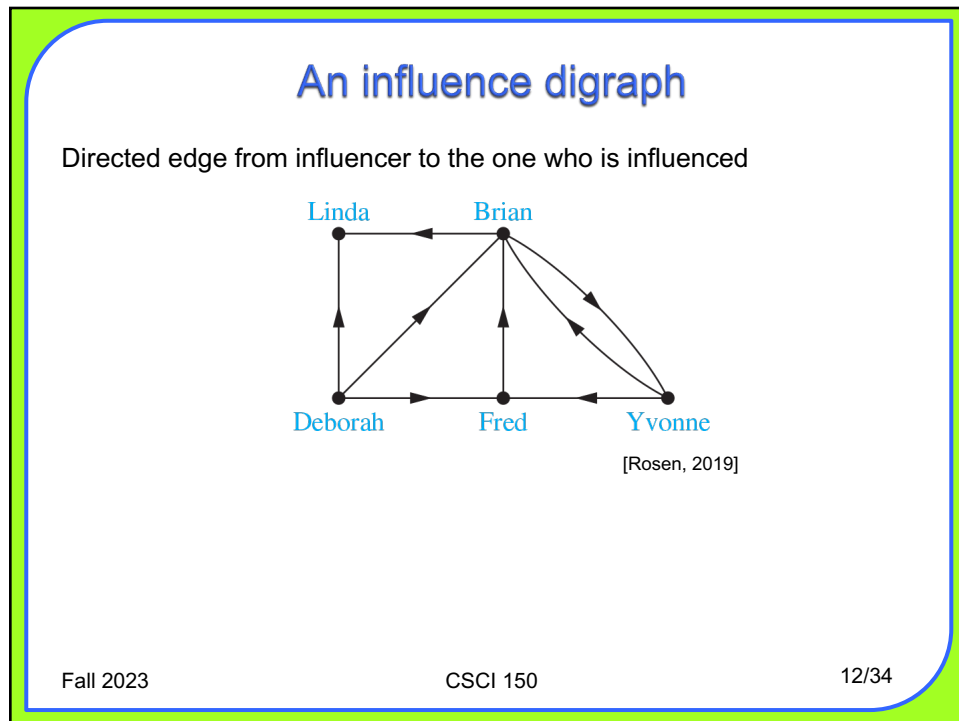 An influence digraph
Directed edge from influencer to the one who is influenced
Linda Brian
Deborah Fred Yvonne
[Rosen, 2019]
Fall 2023 CSCI 150 12/34